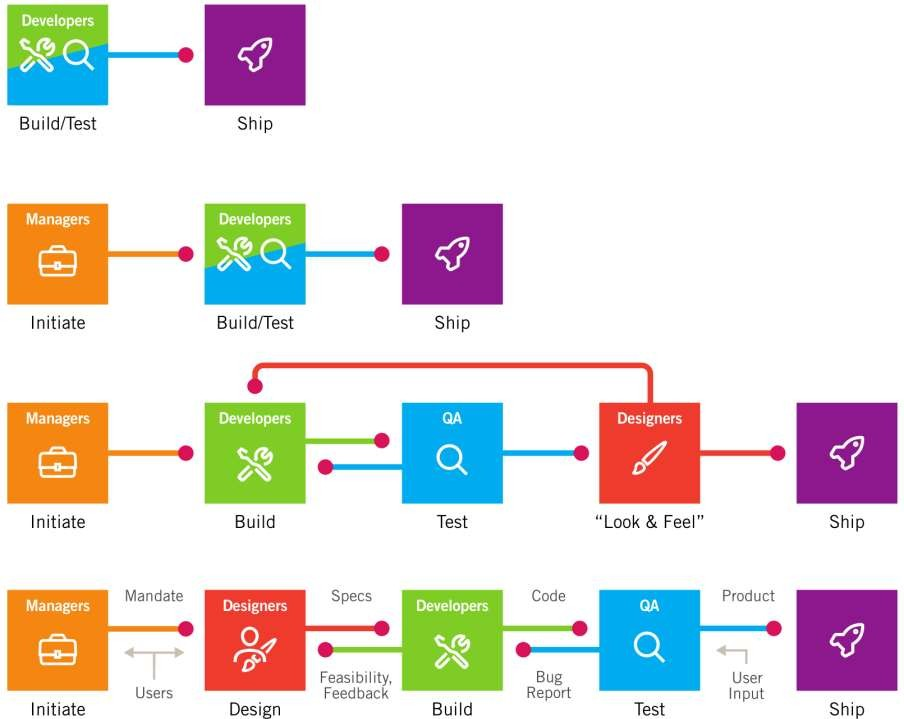 Developers
Build/Test
Ship
Managers
Developers
Initiate
Build/Test
Ship
Managers
Developers
QA
Designers
Initiate
Build
Test
“Look & Feel”
Ship
Managers
Mandate
Designers
Specs
Developers
Code
QA
Product
Users
Feasibility,
Feedback
Bug
Report
User
Input
Initiate
Design
Build
Test
Ship